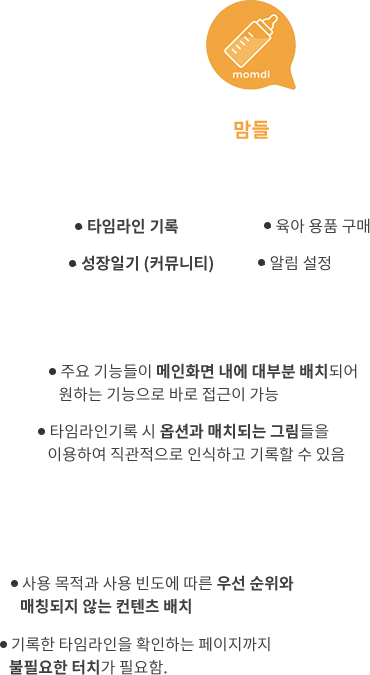 momdl
맘들
● 타임라인 기록
● 육아 용품 구매
● 성장일기 (커뮤니티)
● 알림 설정
● 주요 기능들이 메인화면 내에 대부분 배치되어
원하는 기능으로 바로 접근이 가능
● 타임라인기록 시 옵션과 매치되는 그림들을
이용하여 직관적으로 인식하고 기록할 수 있음
● 사용 목적과 사용 빈도에 따른 우선 순위와
매칭되지 않는 컨텐츠 배치
● 기록한 타임라인을 확인하는 페이지까지
불필요한 터치가 필요함.